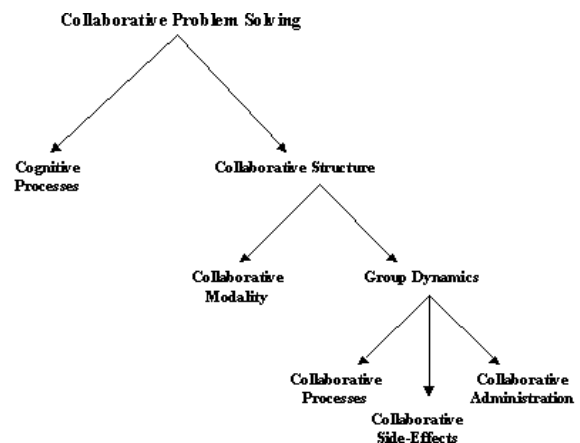 Collaborative Problem Solving
Cognitive
Processes
Collaborative Structure
Collaborative
Modality
Group Dynamics
Collaborative
Processes
Collaborative
Side-Effects
Collaborative
Administration